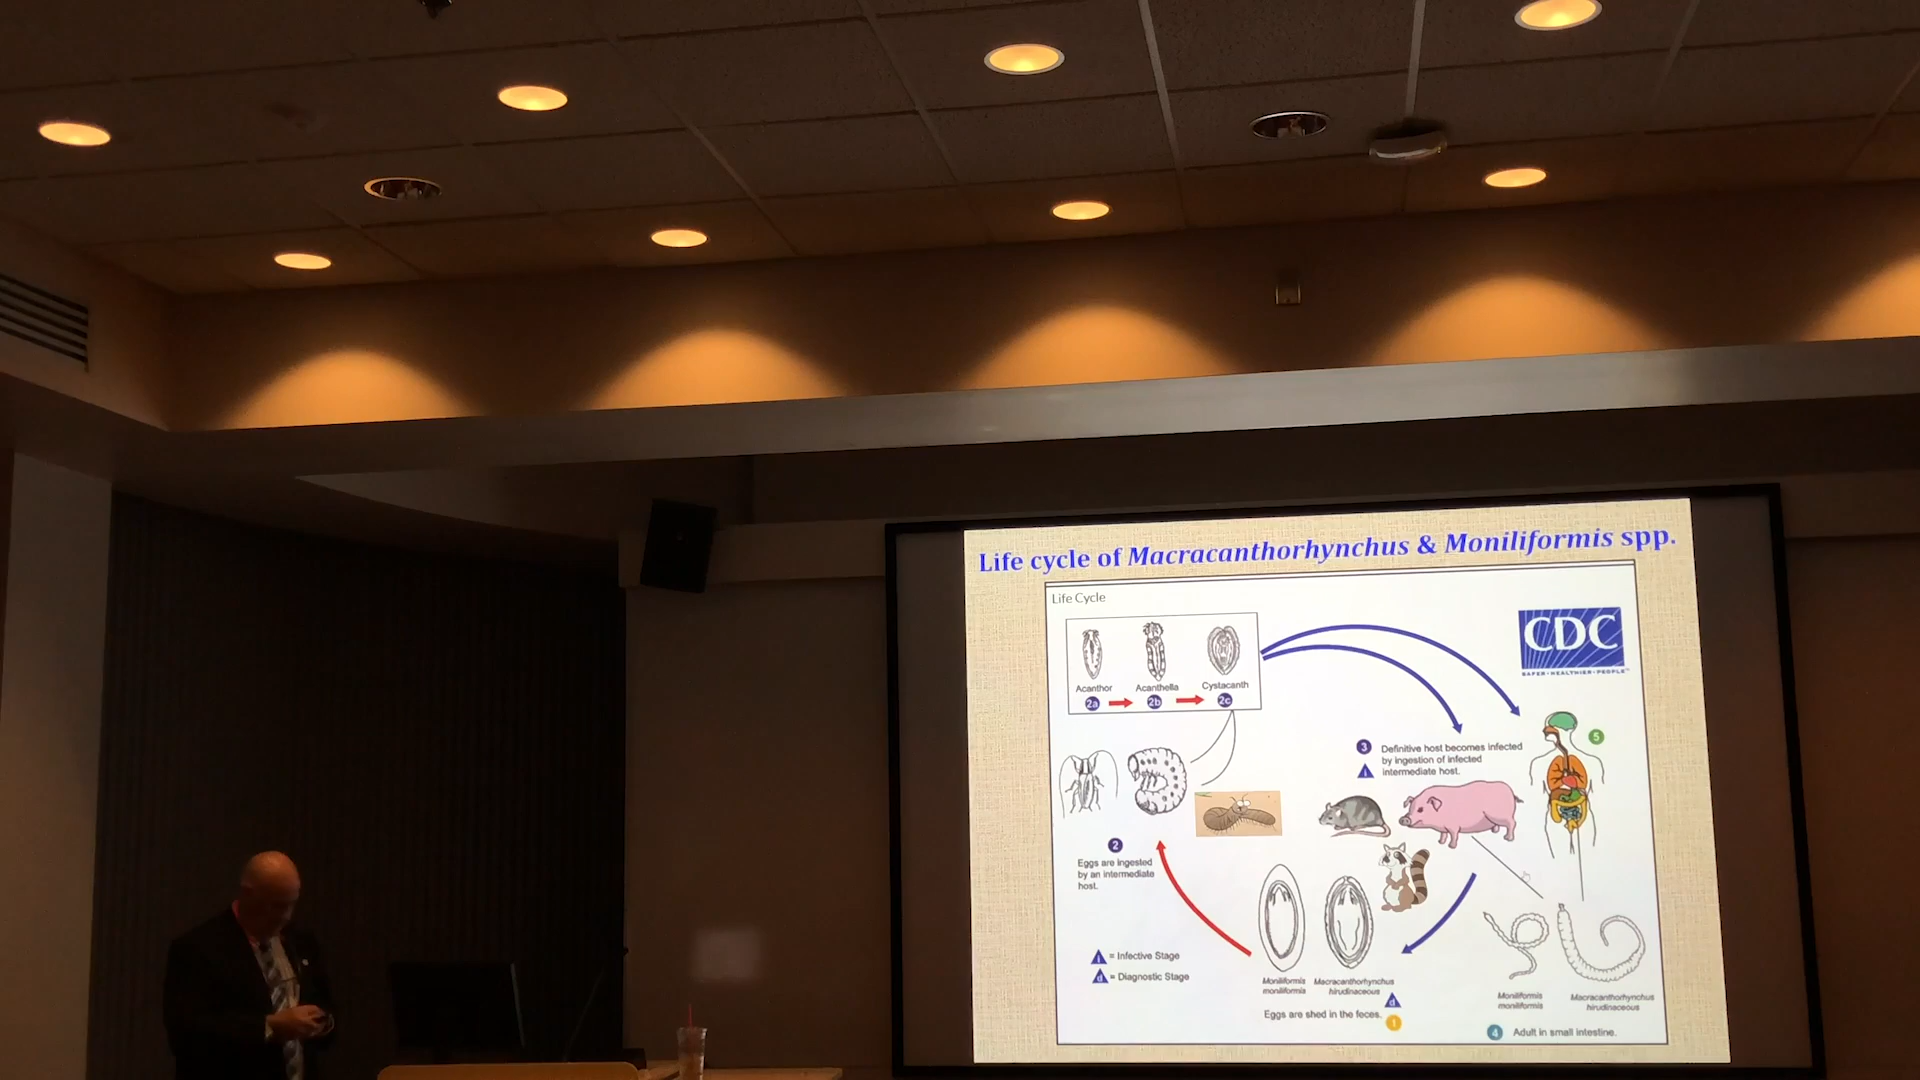 Life cycle of Macracanthorhynchus & Moniliformis spp.
Life Cycle
CDC
SAFER • HEALTHIER • PEOPLE™
Acanthor
Acanthella
Cystacanth
2a
2b
2c
3
Definitive host becomes infected
by ingestion of infected
intermediate host.
i
5
2
Eggs are ingested
by an intermediate
host.
i = Infective Stage
d = Diagnostic Stage
Moniliformis
moniliformis
Macracanthorhynchus
hirudinaceous
d
Eggs are shed in the feces.
1
Moniliformis
moniliformis
Macracanthorhynchus
hirudinaceous
4 Adult in small intestine.